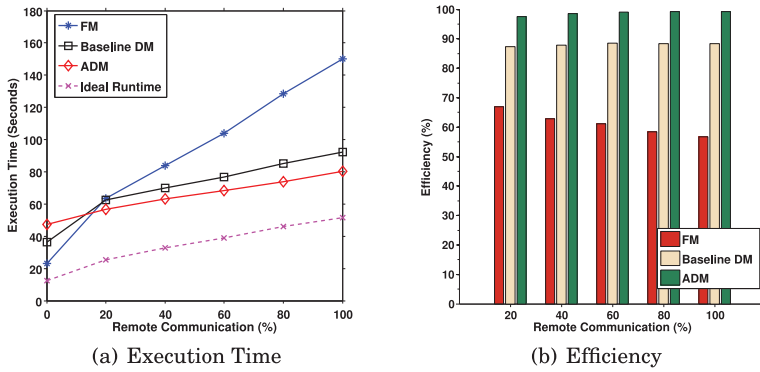 180
160
140
120
100
80
60
40
20
0
Execution Time (Seconds)
FM
Baseline DM
ADM
Ideal Runtime
0 20 40 60 80 100
Remote Communication (%)
(a) Execution Time
100
90
80
70
60
50
40
30
20
10
0
Efficiency (%)
FM
Baseline DM
ADM
20 40 60 80 100
Remote Communication (%)
(b) Efficiency